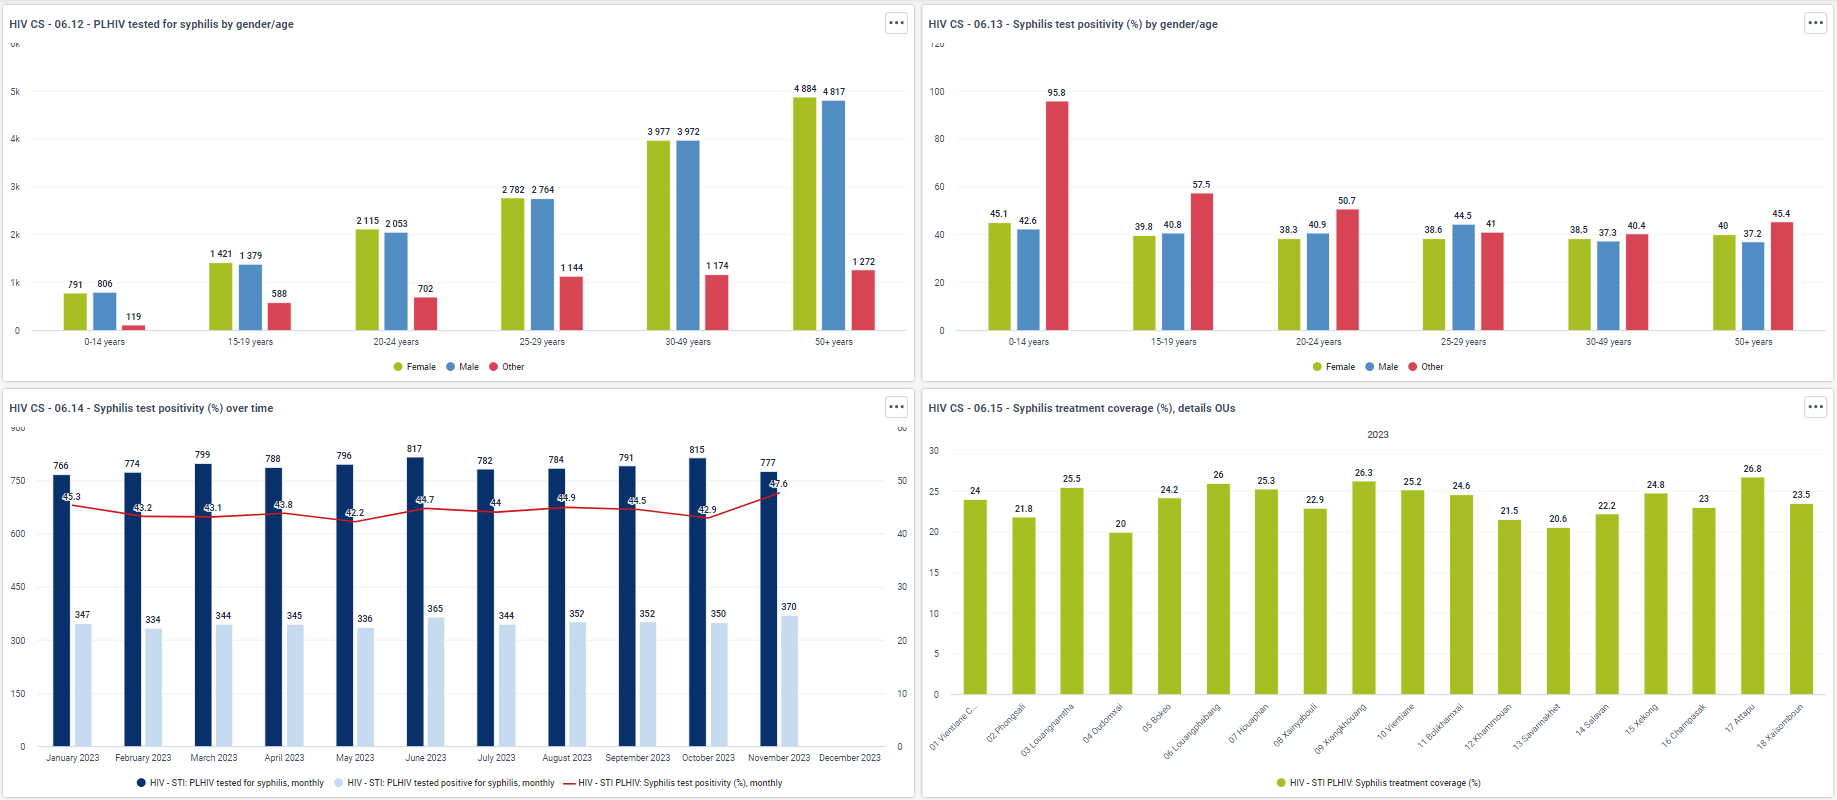 HIV CS - 06.12 - PLHIV tested for syphilis by gender/age
6k
5k
4k
3k
2k
1k
0
791 806 119
1 421 1 379 588
2 115 2 053 702
2 782 2 764 1 144
3 977 3 972 1 174
4 884 4 817 1 272
0-14 years 15-19 years 20-24 years 25-29 years 30-49 years 50+ years
Female Male Other
HIV CS - 06.13 - Syphilis test positivity (%) by gender/age
120
100
80
60
40
20
0
45.1 42.6 95.8
39.8 40.8 57.5
38.3 40.9 50.7
38.6 44.5 41
38.5 37.3 40.4
40 37.2 45.4
0-14 years 15-19 years 20-24 years 25-29 years 30-49 years 50+ years
Female Male Other
HIV CS - 06.14 - Syphilis test positivity (%) over time
900 60
750 50
600 40
450 30
300 20
150 10
0 0
766 774 799 788 796 817 782 784 791 815 777
45.3 43.2 43.1 43.8 42.2 44.7 44 44.9 44.5 42.9 47.6
347 334 344 345 336 365 344 352 352 350 370
January 2023 February 2023 March 2023 April 2023 May 2023 June 2023 July 2023 August 2023 September 2023 October 2023 November 2023 December 2023
HIV - STI: PLHIV tested for syphilis, monthly HIV - STI: PLHIV tested positive for syphilis, monthly HIV - STI PLHIV: Syphilis test positivity (%), monthly
HIV CS - 06.15 - Syphilis treatment coverage (%), details OUs
2023
30
25
20
15
10
5
0
24 21.8 25.5 20 24.2 26 25.3 22.9 26.3 25.2 24.6 21.5 20.6 22.2 24.8 23 26.8 23.5
01 Vientiane C...
02 Phongsali
03 Louangnamtha
04 Oudomxai
05 Bokeo
06 Louangphabang
07 Houaphan
08 Xainyabouli
09 Xiangkhouang
10 Vientiane
11 Bolikhamxai
12 Khammouan
13 Savannakhet
14 Salavan
15 Xekong
16 Champasak
17 Attapu
18 Xaisomboun
HIV - STI PLHIV: Syphilis treatment coverage (%)